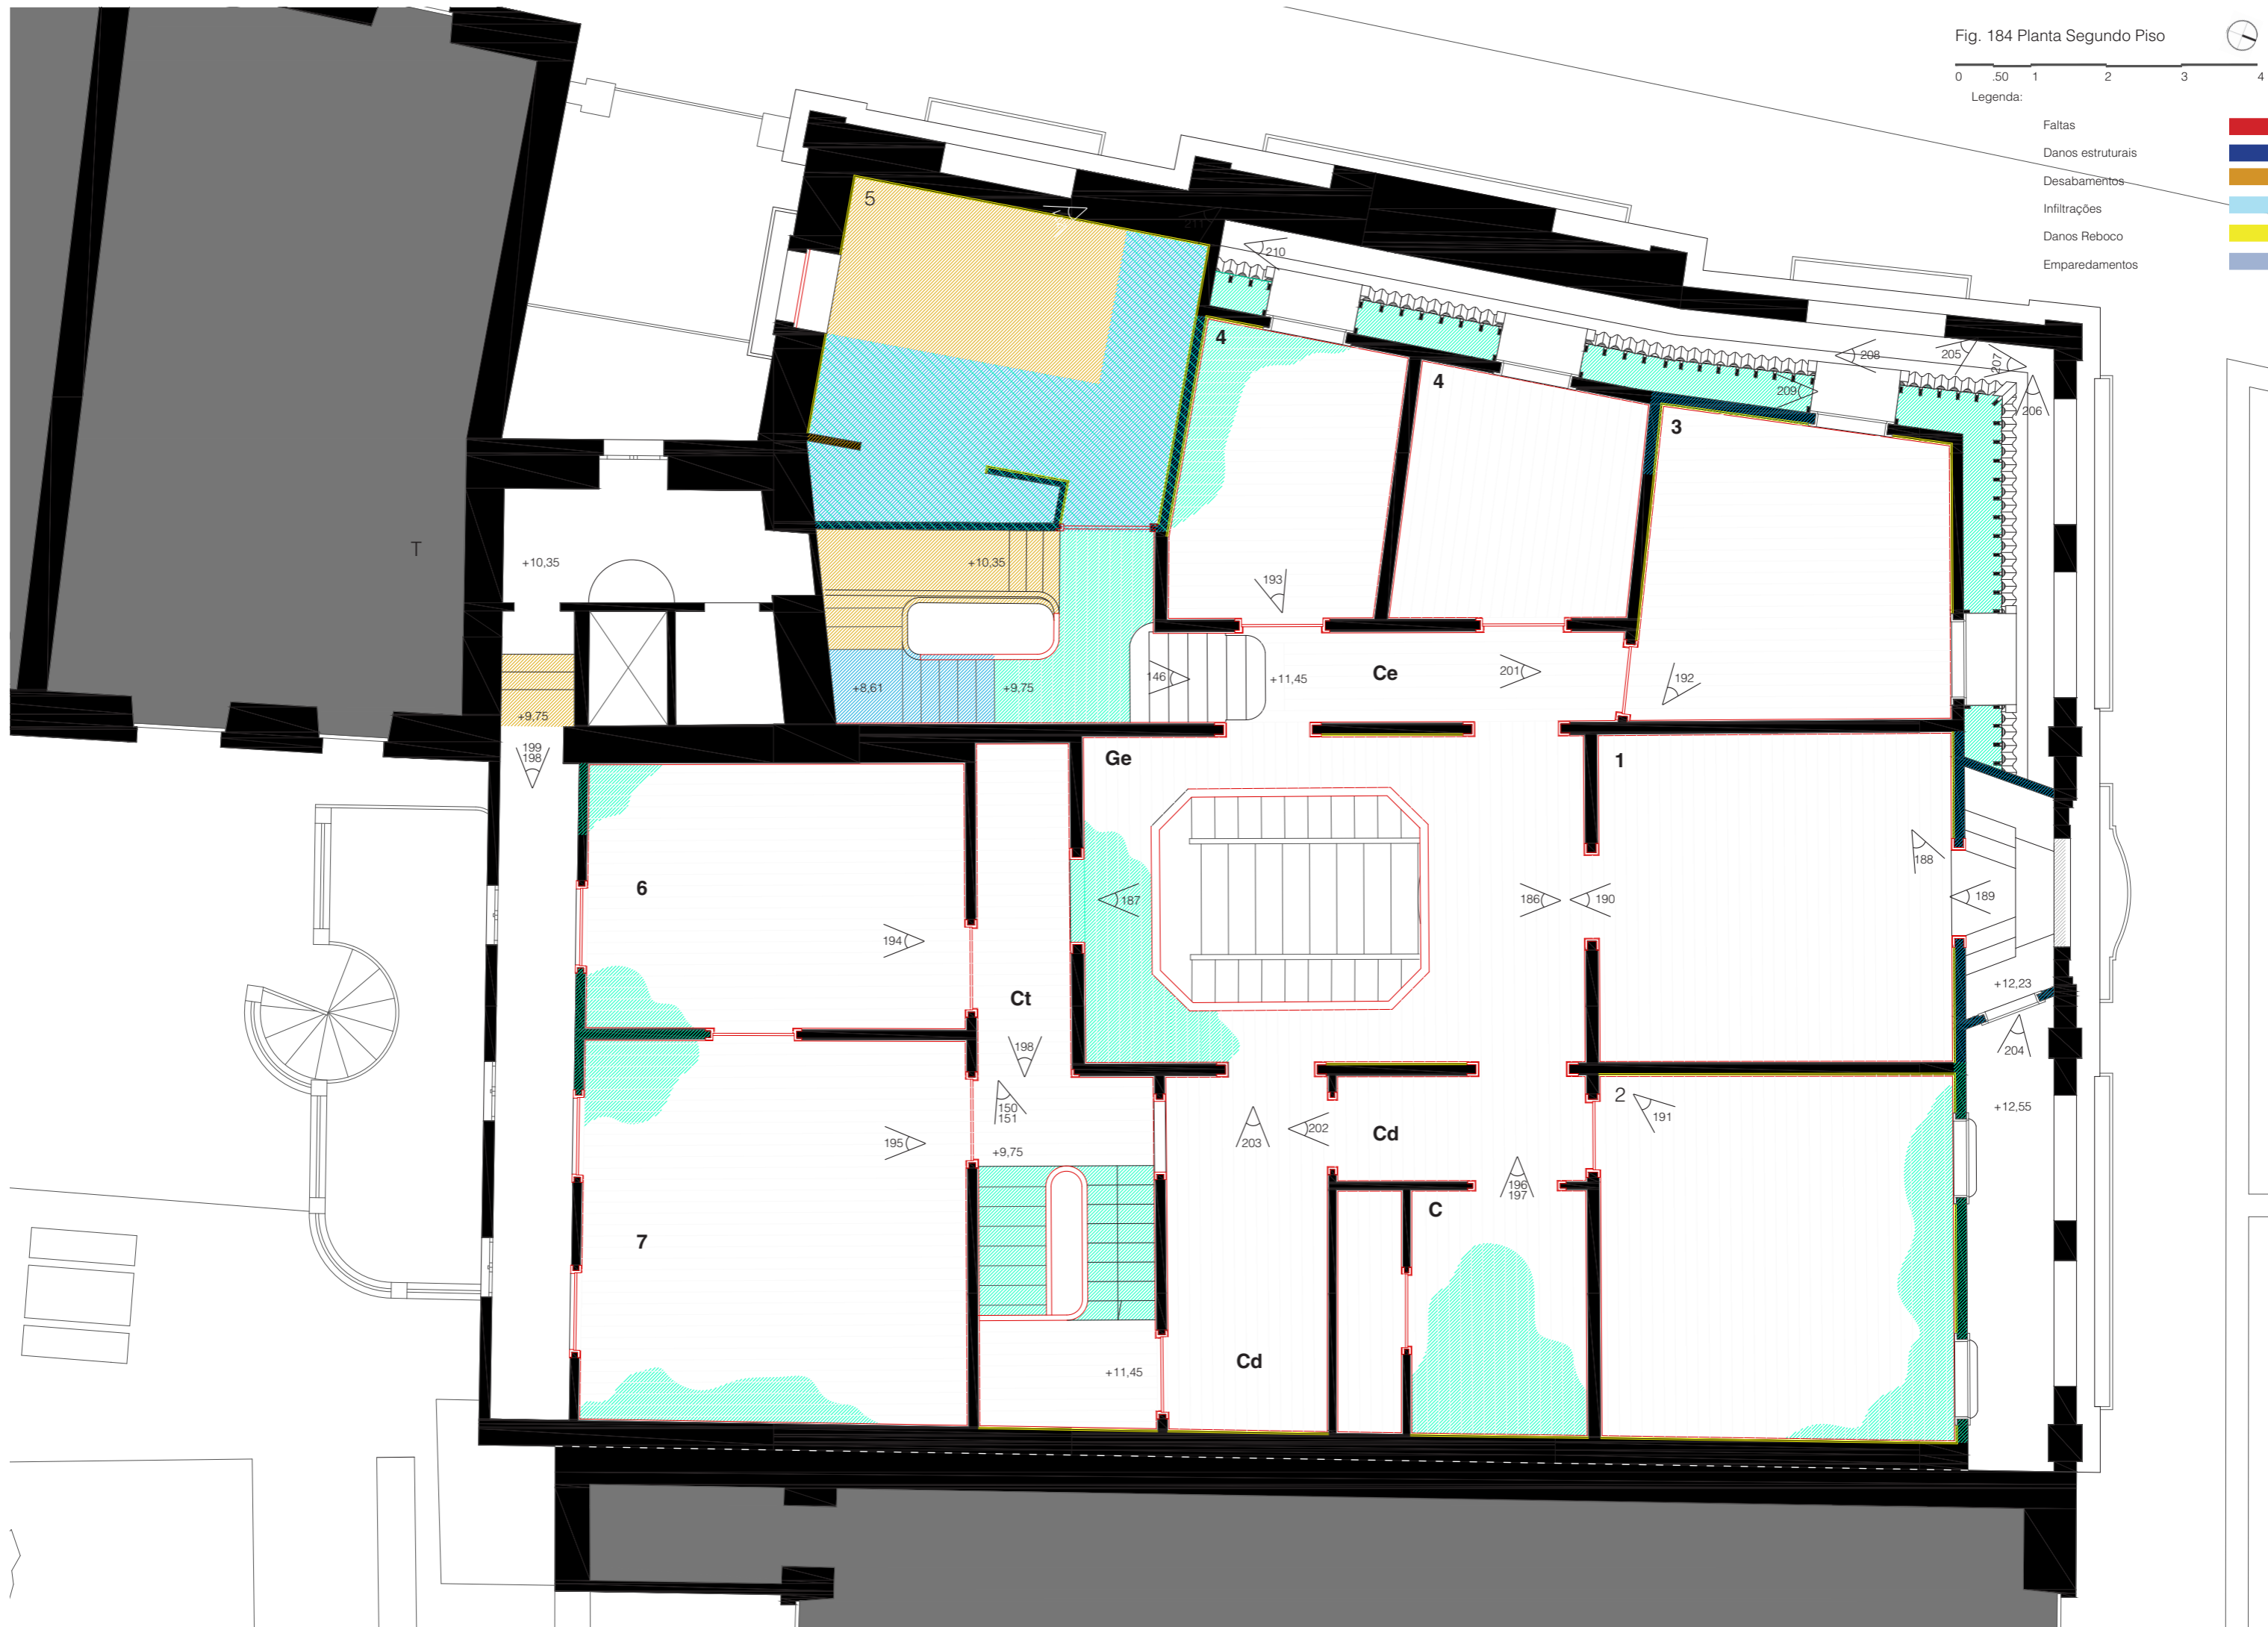 Fig. 184 Planta Segundo Piso
0 .50 1 2 3 4
Legenda:
Faltas
Danos estruturais
Desabamentos
Infiltrações
Danos Reboco
Emparedamentos
5
211
210
4
4
3
208
205
207
209
206
T
+10,35
+10,35
193
146
+11,45
Ce
201
192
+8,61
+9,75
+9,75
199
198
Ge
1
6
187
186
190
188
189
194
Ct
+12,23
198
204
150
151
195
+9,75
203
202
Cd
2
191
+12,55
196
197
C
7
Cd
+11,45